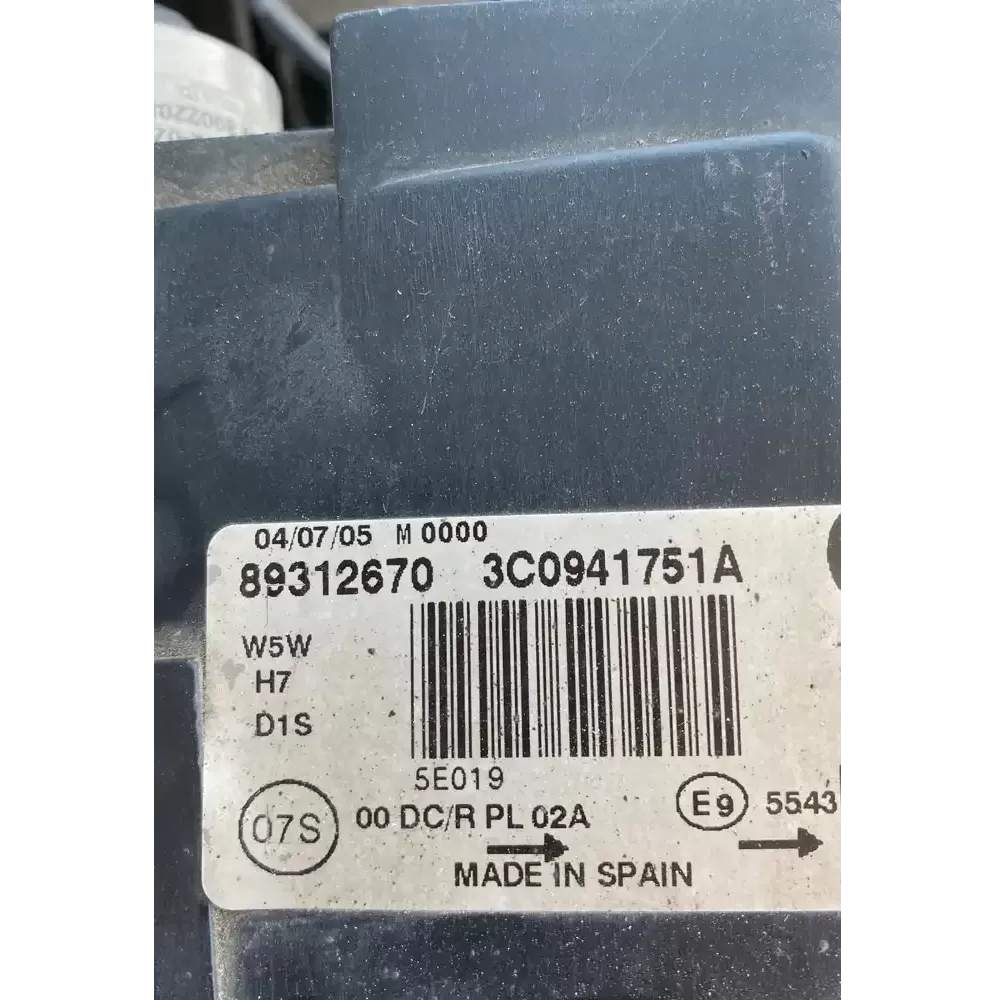 04/07/05 M 0000
89312670 3C0941751A
W5W
H7
D1S
5E019
07S 00 DC/R PL 02A E9 5543
MADE IN SPAIN